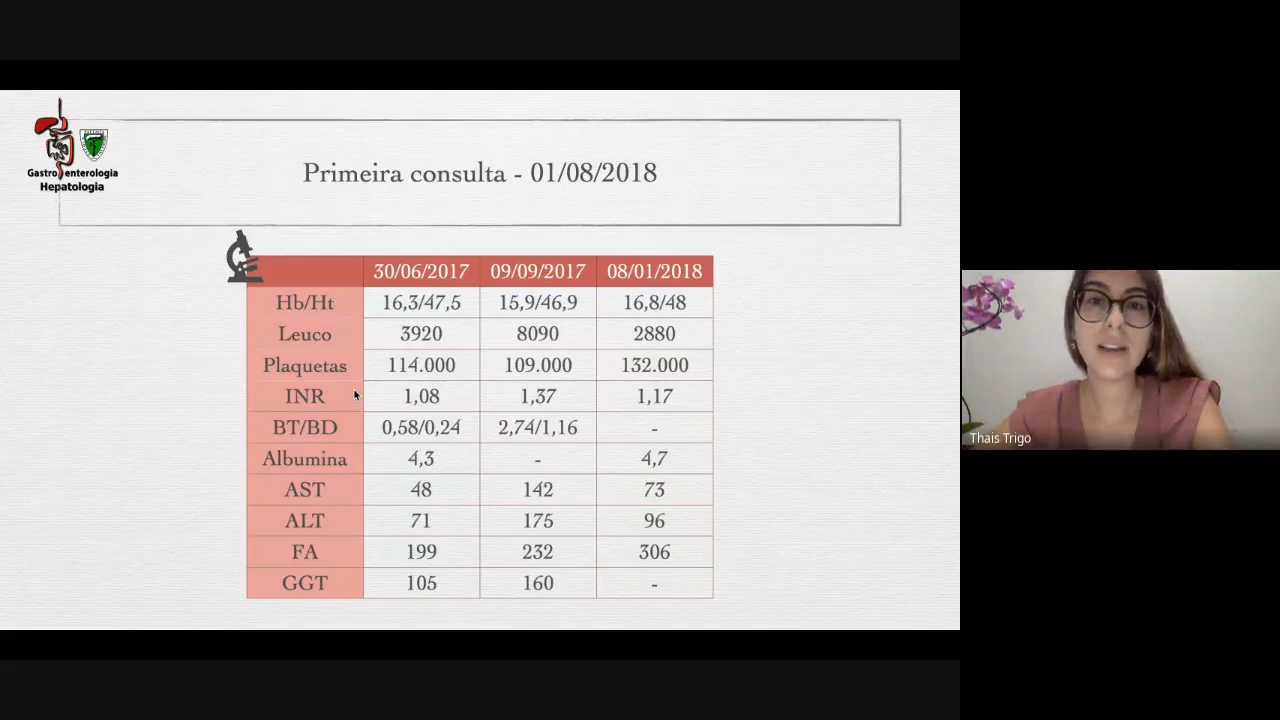 Gastro enterologia
Hepatologia
Primeira consulta - 01/08/2018
30/06/2017 09/09/2017 08/01/2018
Hb/Ht 16,3/47,5 15,9/46,9 16,8/48
Leuco 3920 8090 2880
Plaquetas 114.000 109.000 132.000
INR 1,08 1,37 1,17
BT/BD 0,58/0,24 2,74/1,16 -
Albumina 4,3 - 4,7
AST 48 142 73
ALT 71 175 96
FA 199 232 306
GGT 105 160 -
Thais Trigo